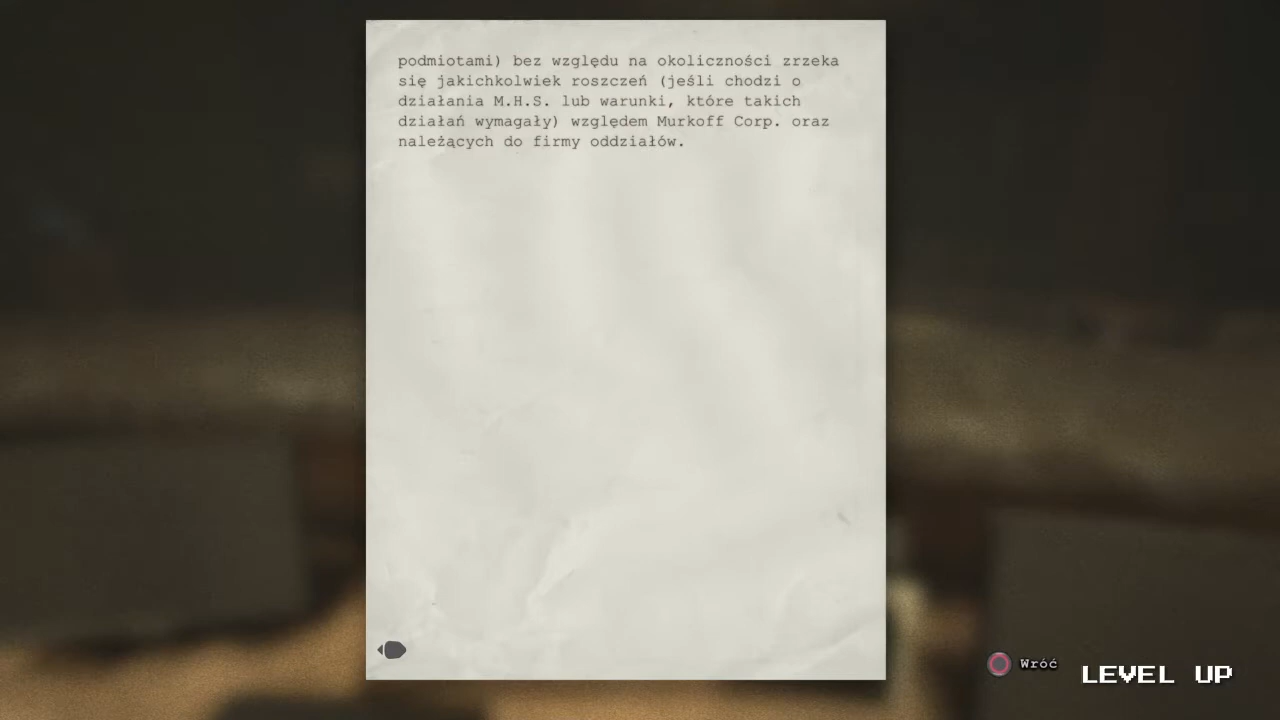 podmiotami) bez względu na okoliczności zrzeka
się jakichkolwiek roszczeń (jeśli chodzi o
działania M.H.S. lub warunki, które takich
działań wymagały) względem Murkoff Corp. oraz
należących do firmy oddziałów.
Wróć
LEVEL UP